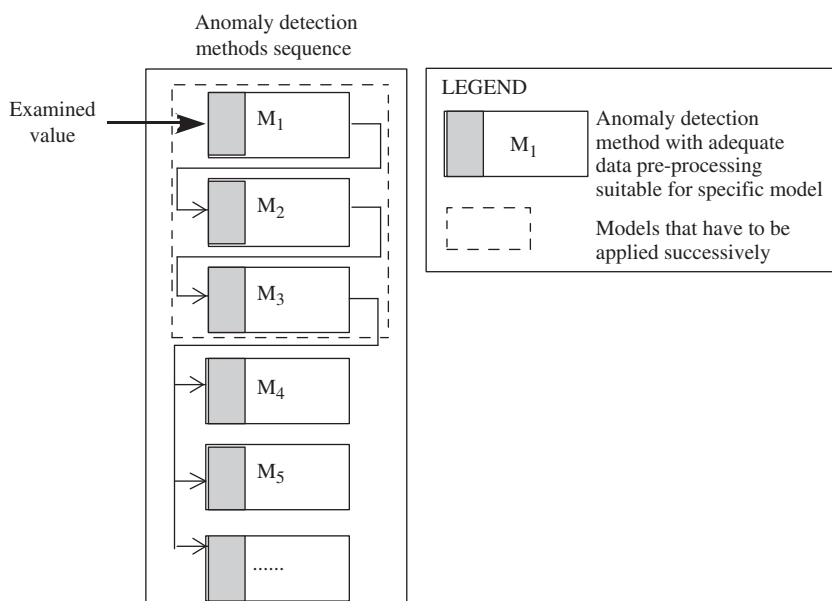 Anomaly detection
methods sequence
Examined
value
M1
M2
M3
M4
M5
......
LEGEND
M1
Anomaly detection
method with adequate
data pre-processing
suitable for specific model
Models that have to be
applied successively